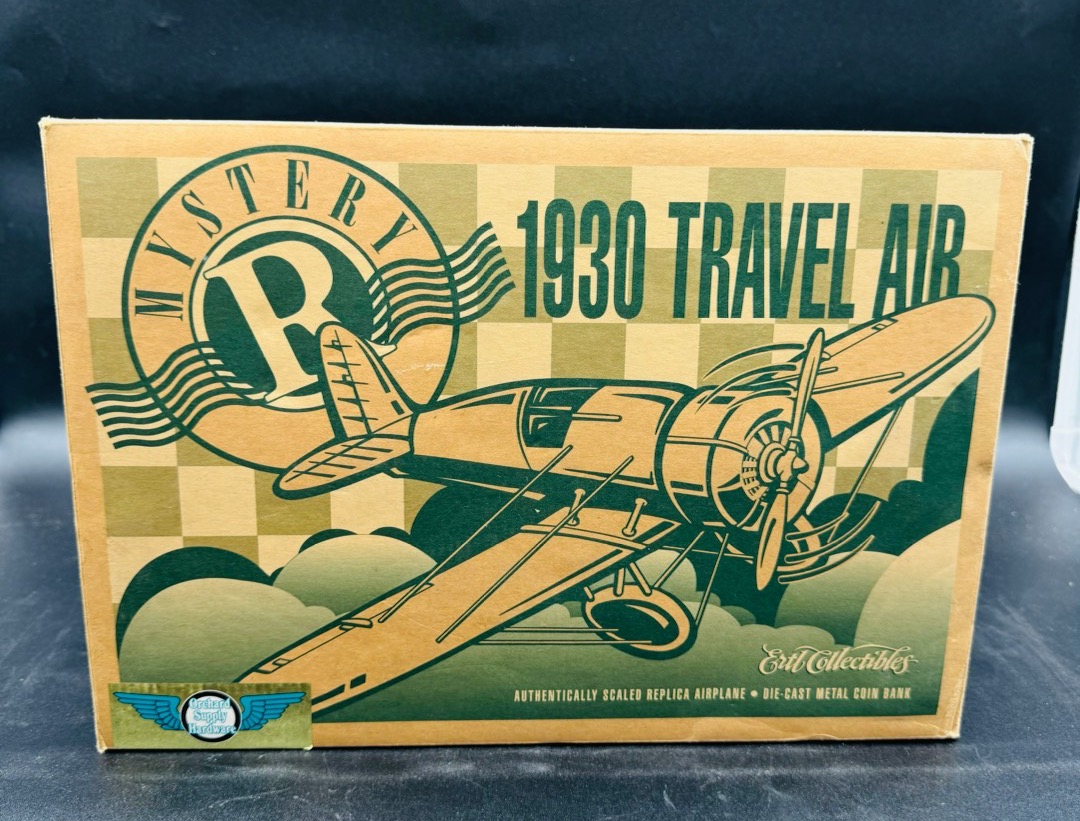 MYSTERY
R
1930 TRAVEL AIR
Ertl Collectibles
AUTHENTICALLY SCALED REPLICA AIRPLANE • DIE-CAST METAL COIN BANK
Orchard
Supply
Hardware